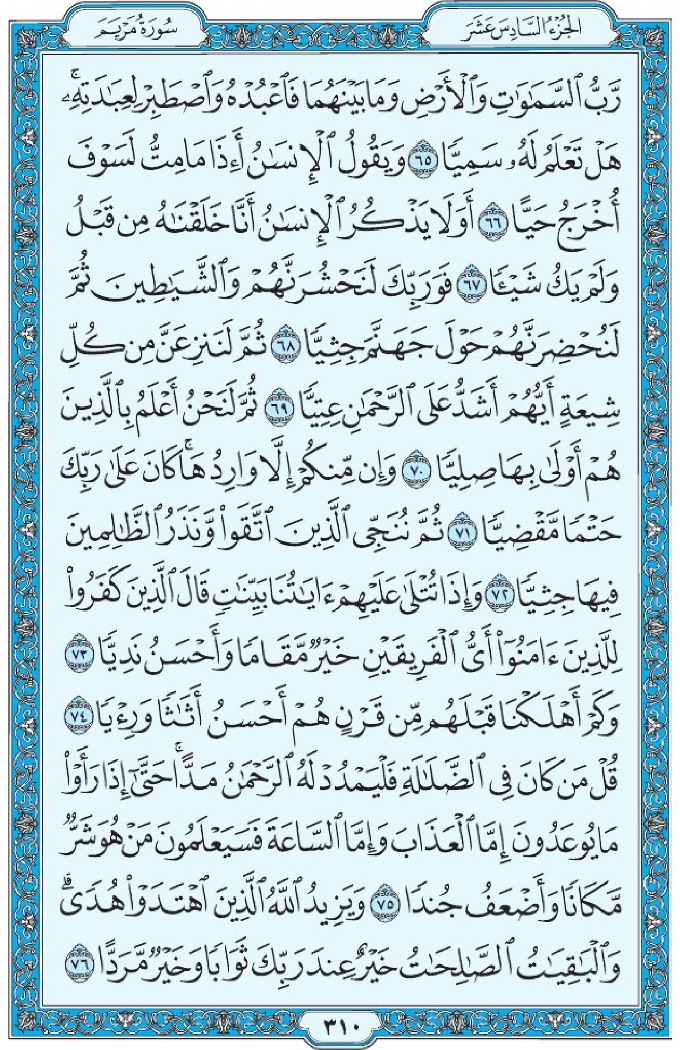 الجزء السادس عشر
سورة مريم
رَّبُّ ٱلسَّمَٰوَٰتِ وَٱلْأَرْضِ وَمَا بَيْنَهُمَا فَٱعْبُدْهُ وَٱصْطَبِرْ لِعِبَٰدَتِهِۦۚ
هَلْ تَعْلَمُ لَهُۥ سَمِيًّا ٦٥ وَيَقُولُ ٱلْإِنسَٰنُ أَءِذَا مَا مِتُّ لَسَوْفَ
أُخْرَجُ حَيًّا ٦٦ أَوَلَا يَذْكُرُ ٱلْإِنسَٰنُ أَنَّا خَلَقْنَٰهُ مِن قَبْلُ
وَلَمْ يَكُ شَيْـًٔا ٦٧ فَوَرَبِّكَ لَنَحْشُرَنَّهُمْ وَٱلشَّيَٰطِينَ ثُمَّ
لَنُحْضِرَنَّهُمْ حَوْلَ جَهَنَّمَ جِثِيًّا ٦٨ ثُمَّ لَنَنزِعَنَّ مِن كُلِّ
شِيعَةٍ أَيُّهُمْ أَشَدُّ عَلَى ٱلرَّحْمَٰنِ عِتِيًّا ٦٩ ثُمَّ لَنَحْنُ أَعْلَمُ بِٱلَّذِينَ
هُمْ أَوْلَىٰ بِهَا صِلِيًّا ٧٠ وَإِن مِّنكُمْ إِلَّا وَارِدُهَاۚ كَانَ عَلَىٰ رَبِّكَ
حَتْمًا مَّقْضِيًّا ٧١ ثُمَّ نُنَجِّى ٱلَّذِينَ ٱتَّقَوا۟ وَّنَذَرُ ٱلظَّٰلِمِينَ
فِيهَا جِثِيًّا ٧٢ وَإِذَا تُتْلَىٰ عَلَيْهِمْ ءَايَٰتُنَا بَيِّنَٰتٍ قَالَ ٱلَّذِينَ كَفَرُوا۟
لِلَّذِينَ ءَامَنُوٓا۟ أَىُّ ٱلْفَرِيقَيْنِ خَيْرٌ مَّقَامًا وَأَحْسَنُ نَدِيًّا ٧٣
وَكَمْ أَهْلَكْنَا قَبْلَهُم مِّن قَرْنٍ هُمْ أَحْسَنُ أَثَٰثًا وَرِءْيًا ٧٤
قُلْ مَن كَانَ فِى ٱلضَّلَٰلَةِ فَلْيَمْدُدْ لَهُ ٱلرَّحْمَٰنُ مَدًّاۚ حَتَّىٰٓ إِذَا رَأَوْا۟
مَا يُوعَدُونَ إِمَّا ٱلْعَذَابَ وَإِمَّا ٱلسَّاعَةَ فَسَيَعْلَمُونَ مَنْ هُوَ شَرٌّ
مَّكَانًا وَأَضْعَفُ جُندًا ٧٥ وَيَزِيدُ ٱللَّهُ ٱلَّذِينَ ٱهْتَدَوْا۟ هُدًىۗ
وَٱلْبَٰقِيَٰتُ ٱلصَّٰلِحَٰتُ خَيْرٌ عِندَ رَبِّكَ ثَوَابًا وَخَيْرٌ مَّرَدًّا ٧٦
٣١٠